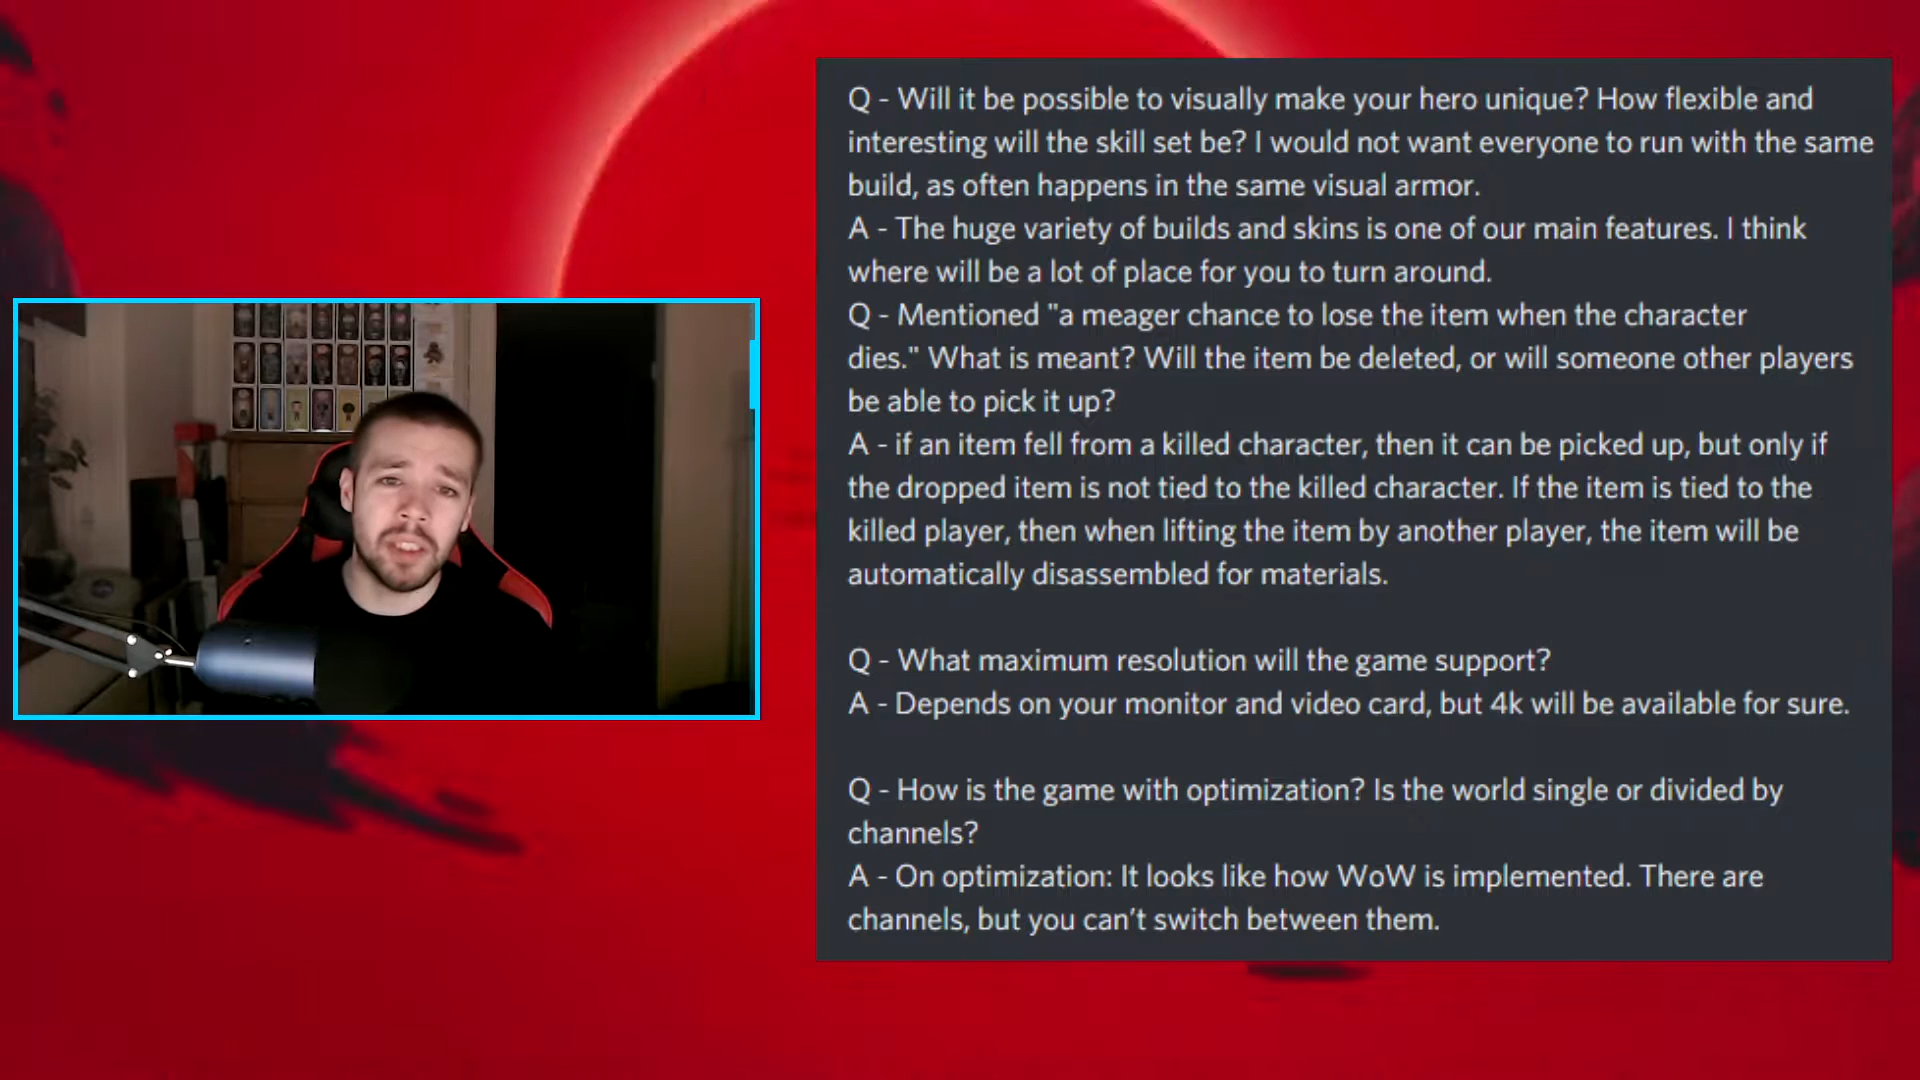 Q - Will it be possible to visually make your hero unique? How flexible and
interesting will the skill set be? I would not want everyone to run with the same
build, as often happens in the same visual armor.
A - The huge variety of builds and skins is one of our main features. I think
where will be a lot of place for you to turn around.
Q - Mentioned "a meager chance to lose the item when the character
dies." What is meant? Will the item be deleted, or will someone other players
be able to pick it up?
A - if an item fell from a killed character, then it can be picked up, but only if
the dropped item is not tied to the killed character. If the item is tied to the
killed player, then when lifting the item by another player, the item will be
automatically disassembled for materials.
Q - What maximum resolution will the game support?
A - Depends on your monitor and video card, but 4k will be available for sure.
Q - How is the game with optimization? Is the world single or divided by
channels?
A - On optimization: It looks like how WoW is implemented. There are
channels, but you can't switch between them.